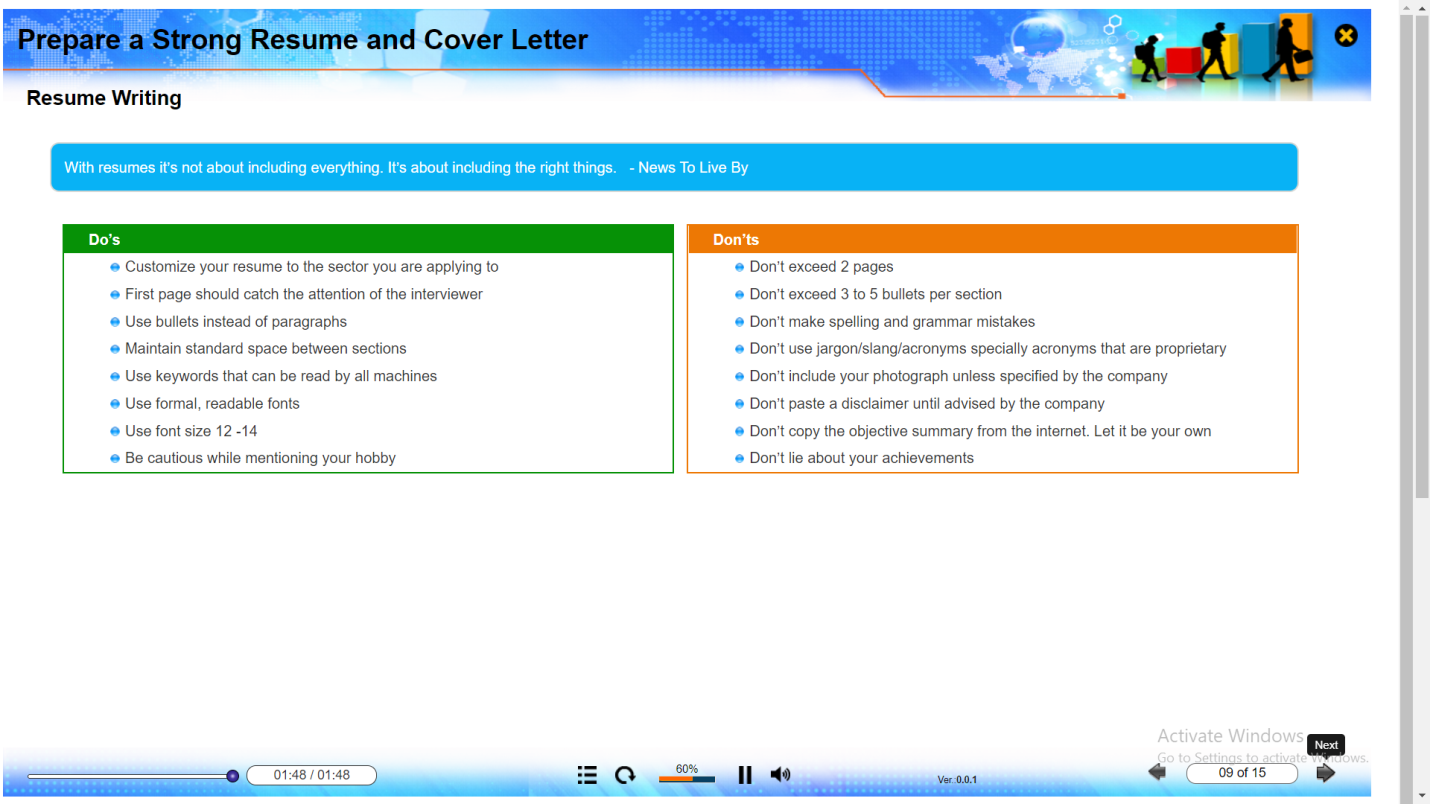 Prepare a Strong Resume and Cover Letter
Resume Writing
With resumes it's not about including everything. It's about including the right things.   - News To Live By
Do’s
Customize your resume to the sector you are applying to
First page should catch the attention of the interviewer
Use bullets instead of paragraphs
Maintain standard space between sections
Use keywords that can be read by all machines
Use formal, readable fonts
Use font size 12 -14
Be cautious while mentioning your hobby
Don’ts
Don’t exceed 2 pages
Don’t exceed 3 to 5 bullets per section
Don’t make spelling and grammar mistakes
Don’t use jargon/slang/acronyms specially acronyms that are proprietary
Don’t include your photograph unless specified by the company
Don’t paste a disclaimer until advised by the company
Don’t copy the objective summary from the internet. Let it be your own
Don’t lie about your achievements
Activate Windows
Go to Settings to activate Windows.
Next
01:48 / 01:48
60%
Ver.:0.0.1
09 of 15